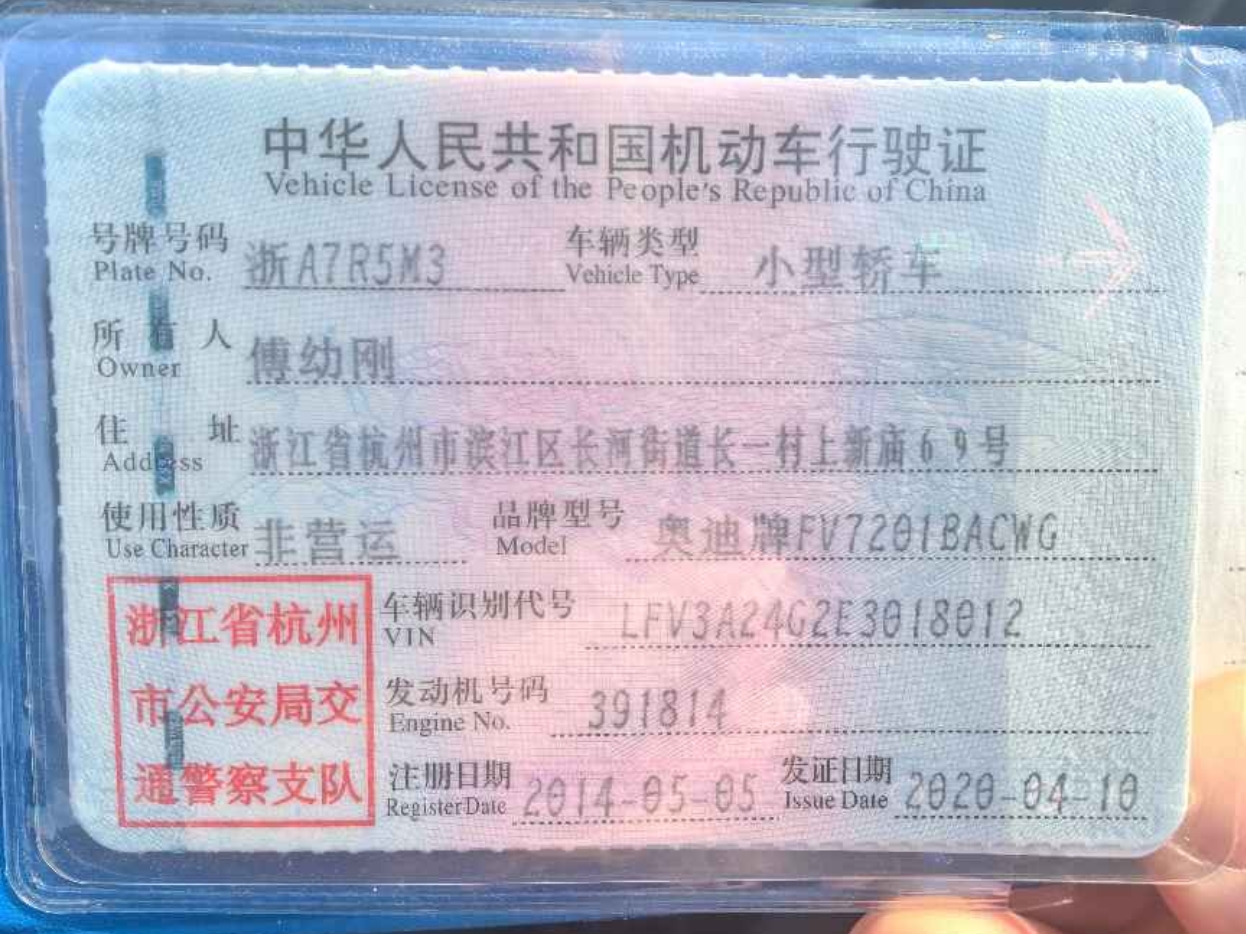 中华人民共和国机动车行驶证
Vehicle License of the People's Republic of China
号牌号码 浙A7R5M3 车辆类型 小型轿车
Plate No. Vehicle Type
所有人 傅幼刚
Owner
住址 浙江省杭州市滨江区长河街道长一村上新庙69号
Address
使用性质 非营运 品牌型号 奥迪牌FV7201BACWG
Use Character Model
浙江省杭州 车辆识别代号 LFV3A24G2E3018012
VIN
市公安局交 发动机号码 391814
Engine No.
通警察支队 注册日期 2014-05-05 发证日期 2020-04-10
Register Date Issue Date